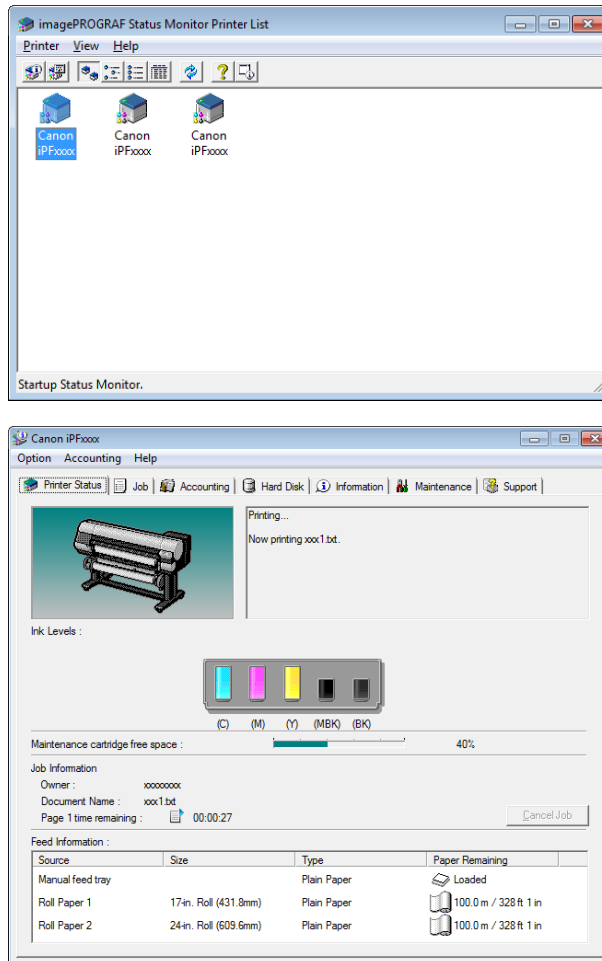 imagePROGRAF Status Monitor Printer List
Printer View Help
Canon iPFxxxx
Canon iPFxxxx
Canon iPFxxxx
Startup Status Monitor.
Canon iPFxxxx
Option Accounting Help
Printer Status Job Accounting Hard Disk Information Maintenance Support
Printing...
Now printing xxx1.txt.
Ink Levels :
(C) (M) (Y) (MBK) (BK)
Maintenance cartridge free space : 40%
Job Information
Owner : xxxxxxxx
Document Name : xxx1.txt
Page 1 time remaining : 00:00:27
Cancel Job
Feed Information :
Source Size Type Paper Remaining
Manual feed tray Plain Paper Loaded
Roll Paper 1 17-in. Roll (431.8mm) Plain Paper 100.0 m / 328 ft 1 in
Roll Paper 2 24-in. Roll (609.6mm) Plain Paper 100.0 m / 328 ft 1 in